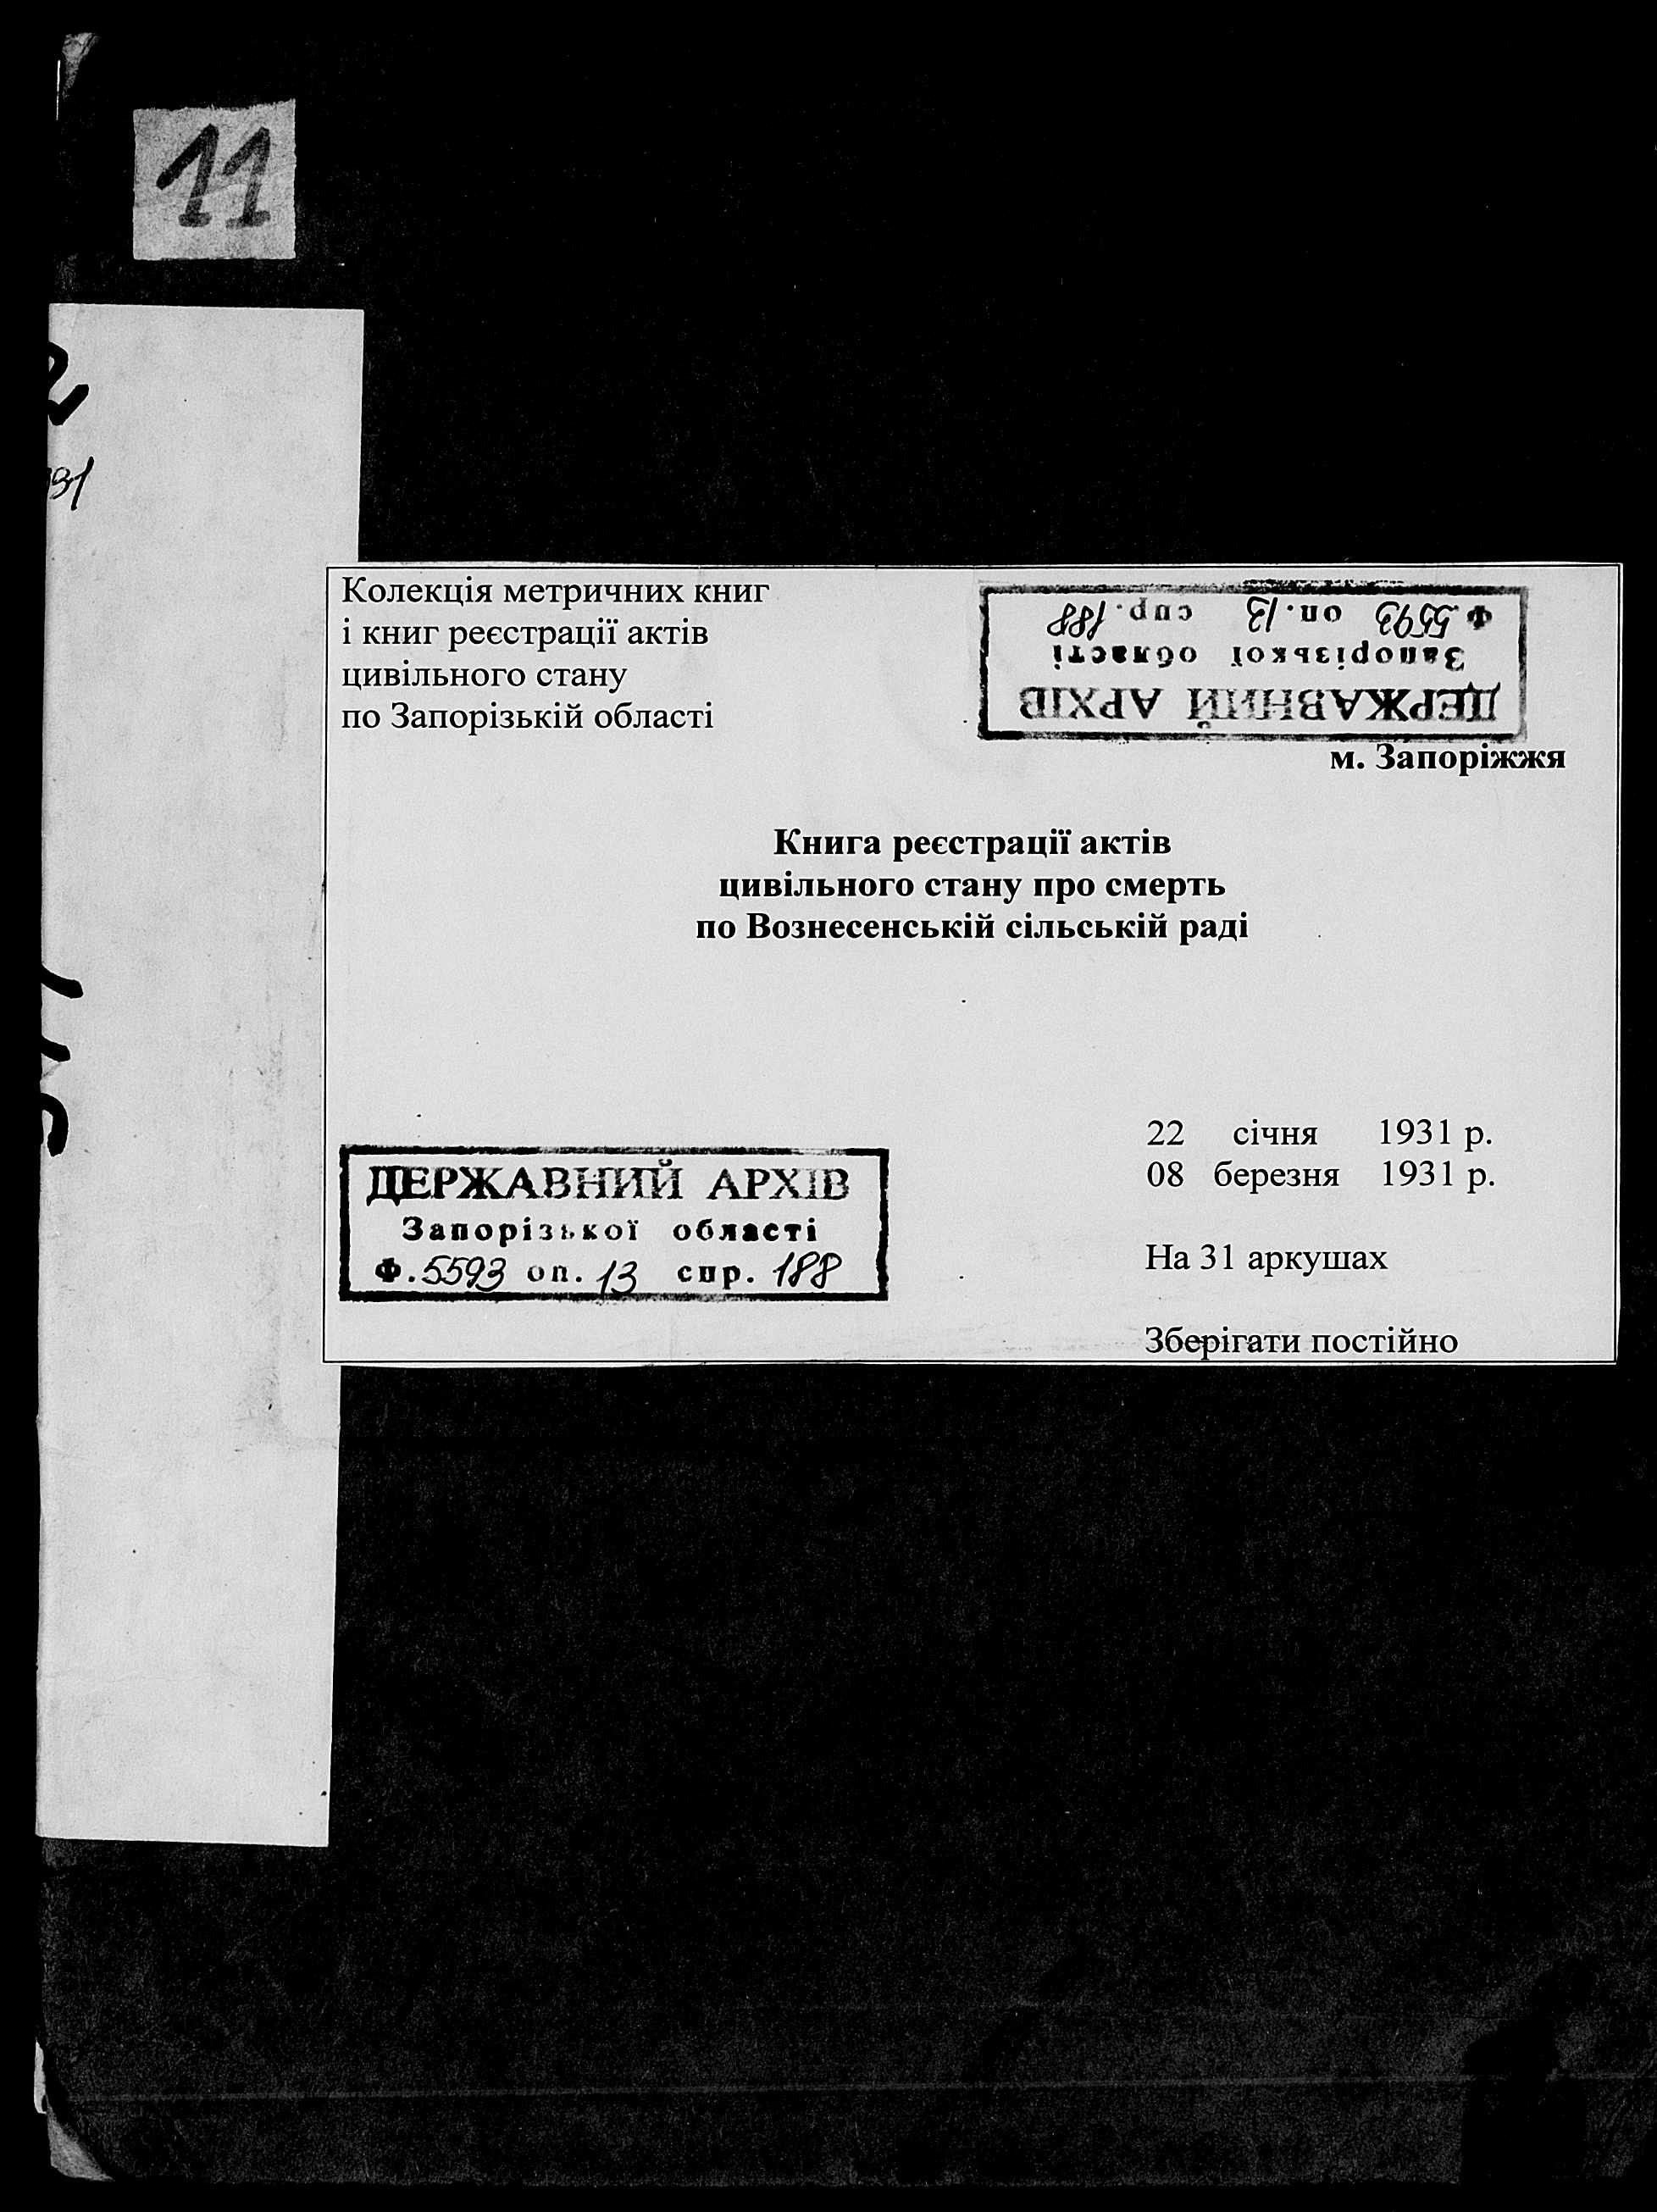 11
91
Колекція метричних книг
і книг реєстрації актів
цивільного стану
по Запорізькій області
ДЕРЖАВНИЙ АРХІВ
Запорізької області
Ф. 5593 оп. 13 спр. 188
м. Запоріжжя
Книга реєстрації актів
цивільного стану про смерть
по Вознесенській сільській раді
22 січня 1931 р.
08 березня 1931 р.
ДЕРЖАВНИЙ АРХІВ
Запорізької області
Ф. 5593 оп. 13 спр. 188
На 31 аркушах
Зберігати постійно